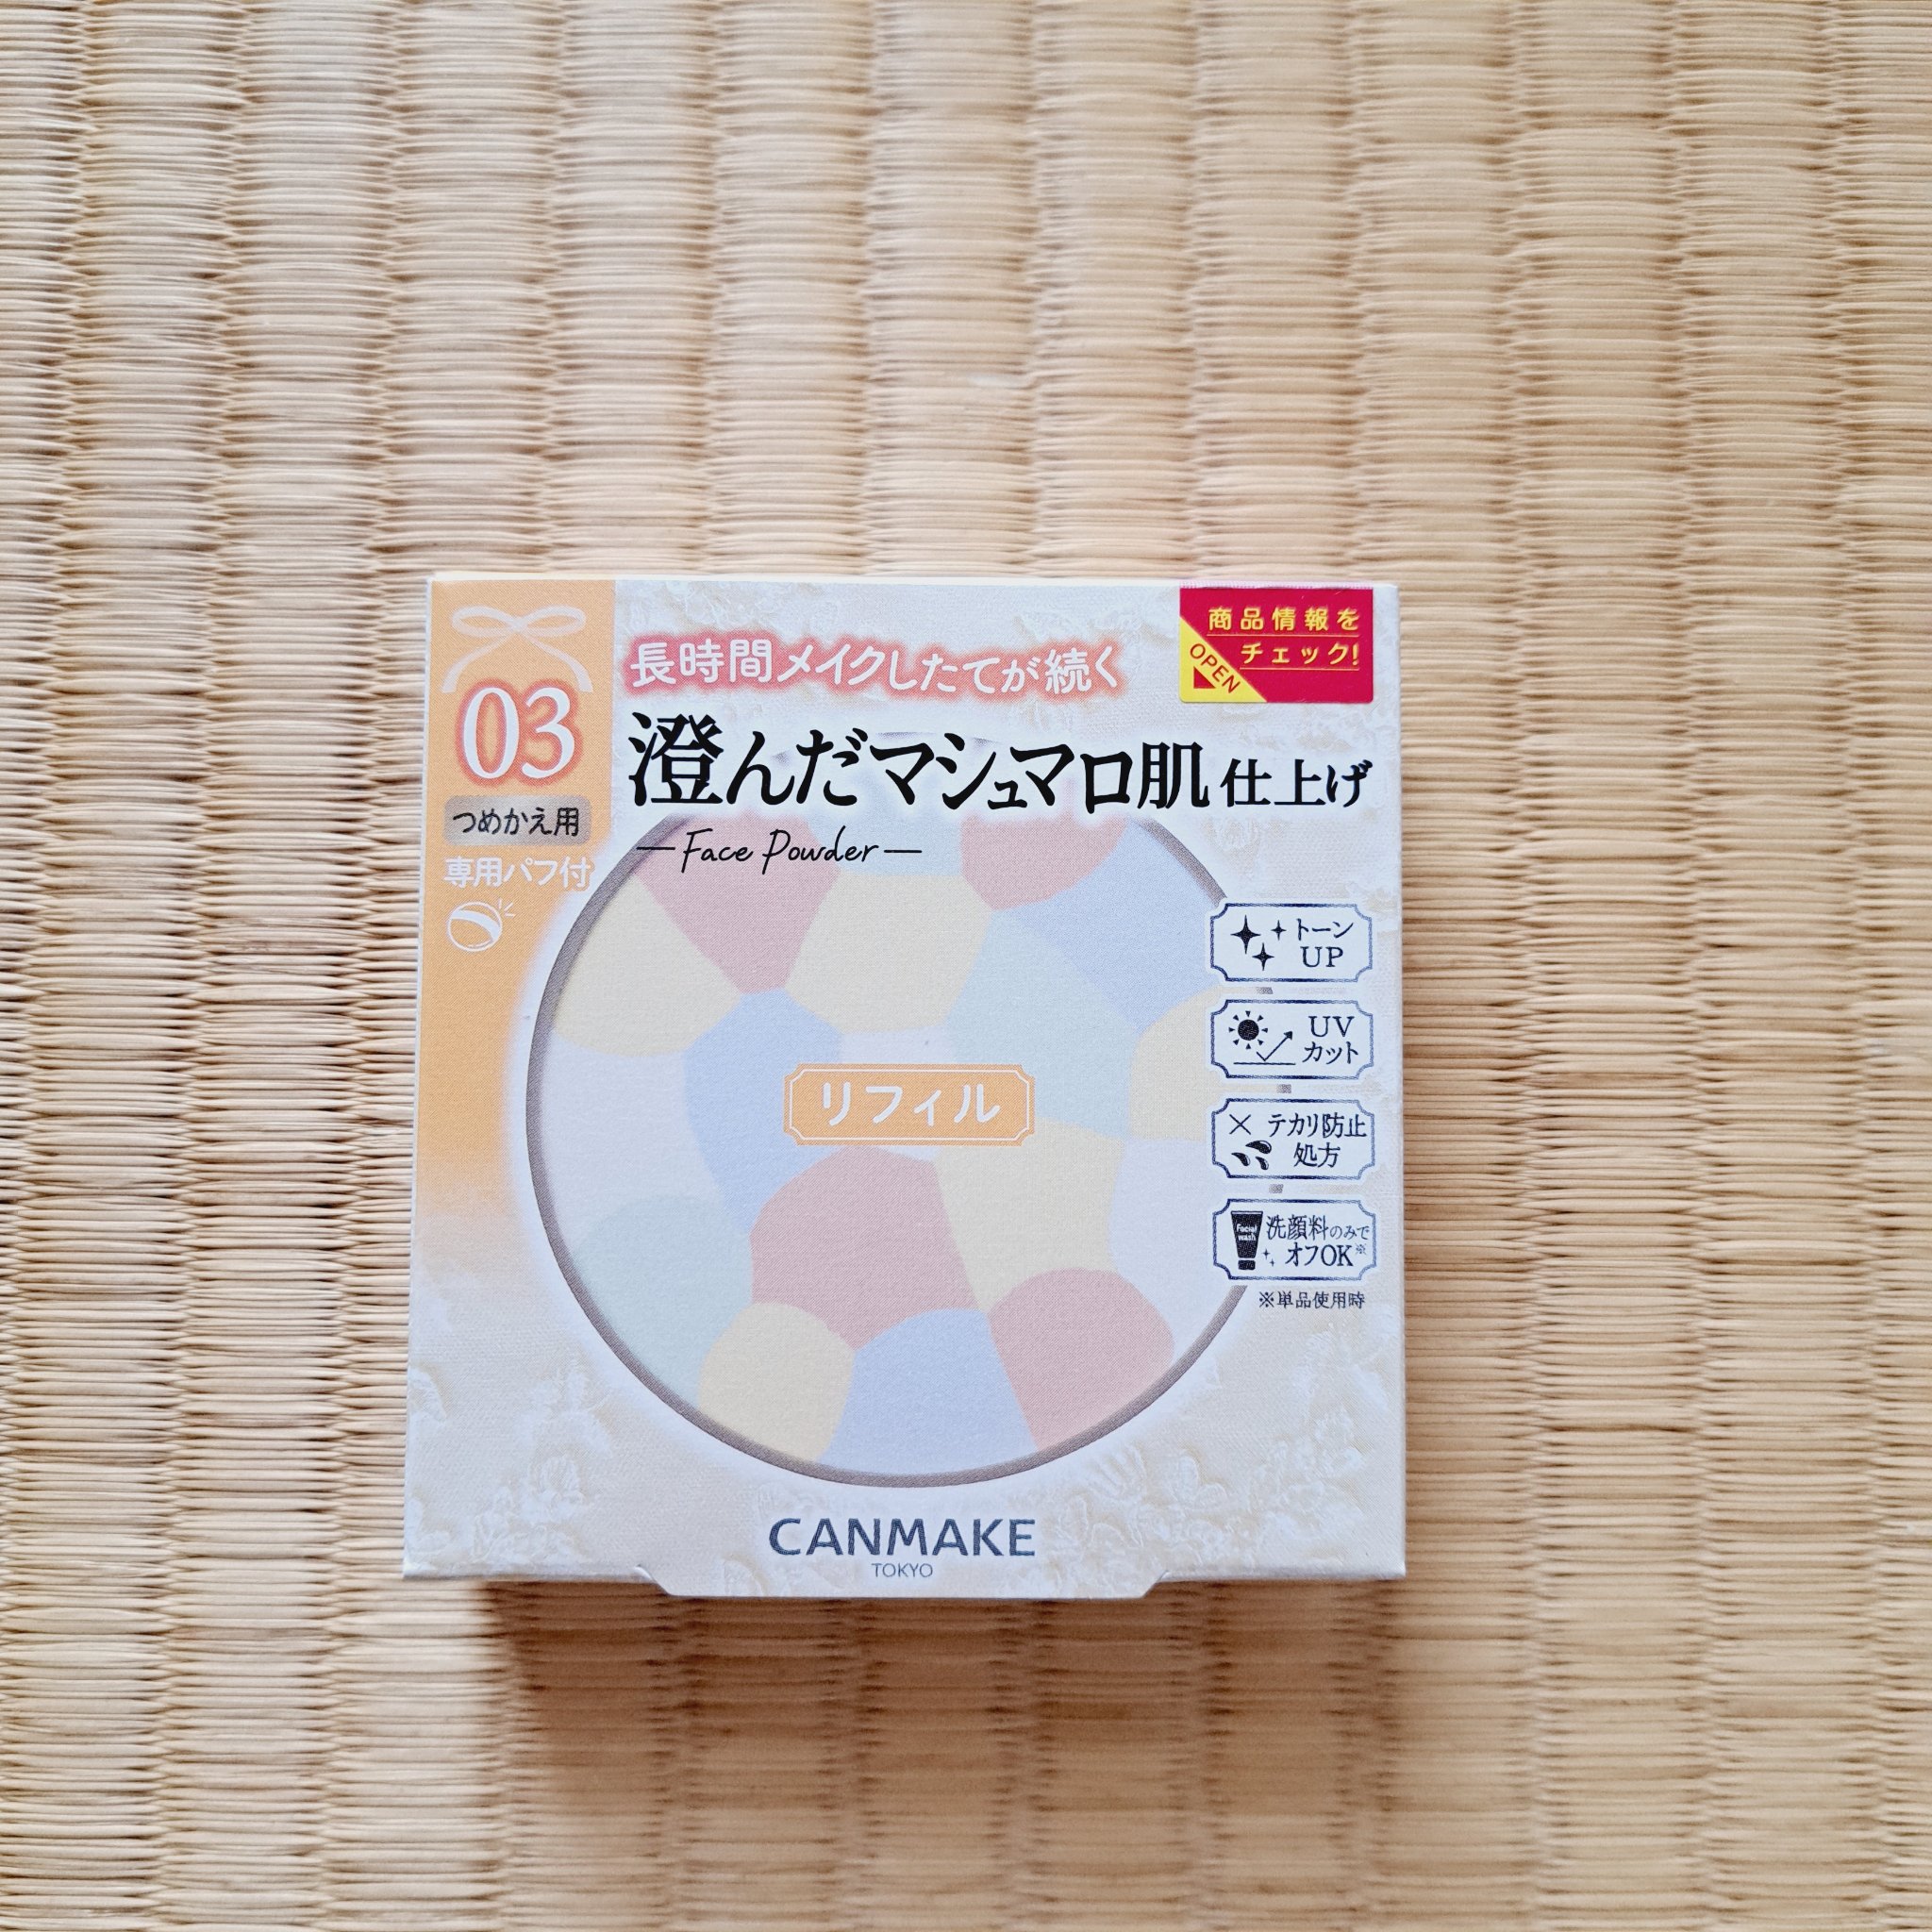 03
つめかえ用
専用パフ付
長時間メイクしたてが続く
澄んだマシュマロ肌仕上げ
Face Powder
商品情報を
チェック!
OPEN
トーン
UP
UV
カット
テカリ防止
処方
Facial
wash
洗顔料のみで
オフOK※
※単品使用時
リフィル
CANMAKE
TOKYO